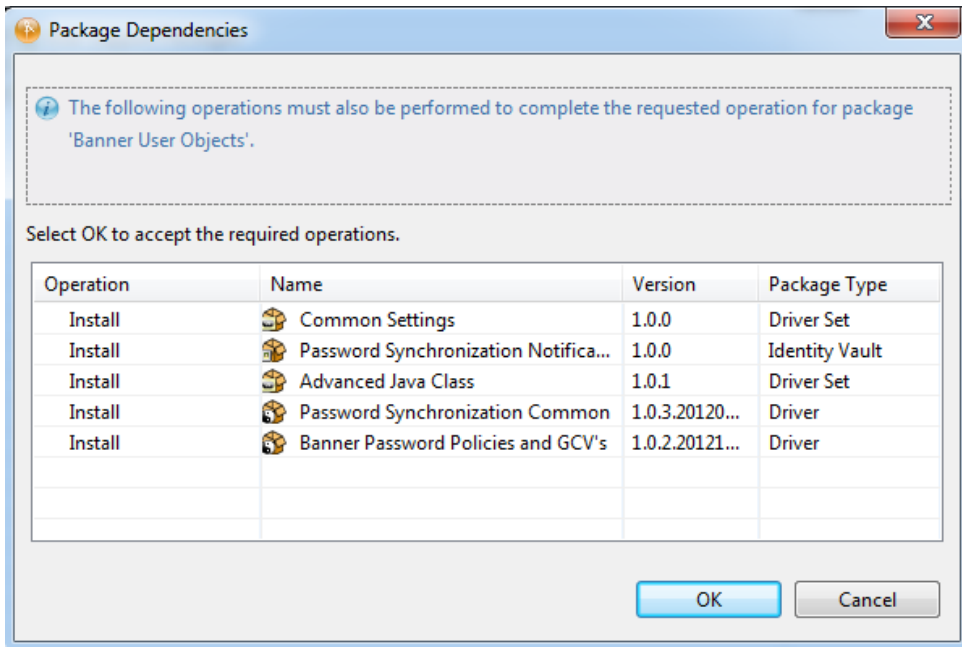 Package Dependencies
The following operations must also be performed to complete the requested operation for package
'Banner User Objects'.
Select OK to accept the required operations.
Operation Name Version Package Type
Install Common Settings 1.0.0 Driver Set
Install Password Synchronization Notifica... 1.0.0 Identity Vault
Install Advanced Java Class 1.0.1 Driver Set
Install Password Synchronization Common 1.0.3.20120... Driver
Install Banner Password Policies and GCV's 1.0.2.20121... Driver
OK Cancel